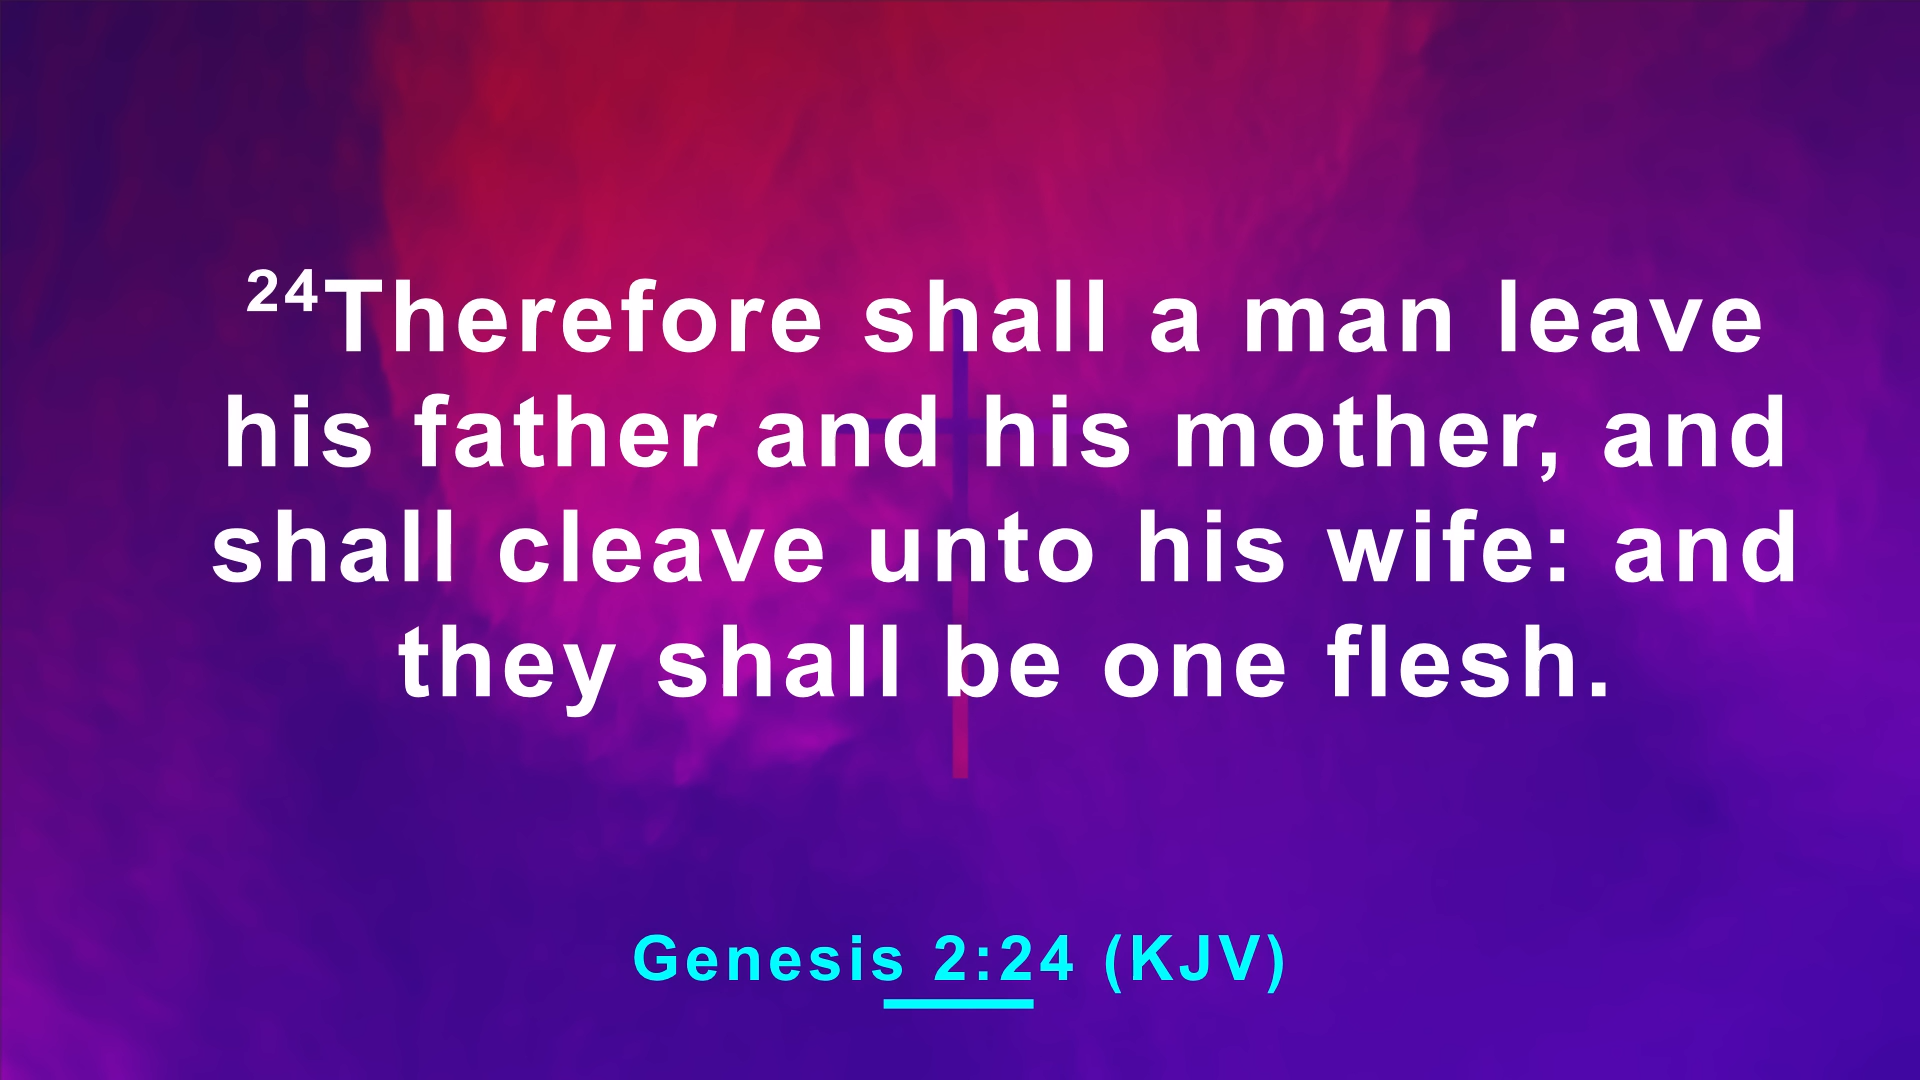 24Therefore shall a man leave
his father and his mother, and
shall cleave unto his wife: and
they shall be one flesh.
Genesis 2:24 (KJV)